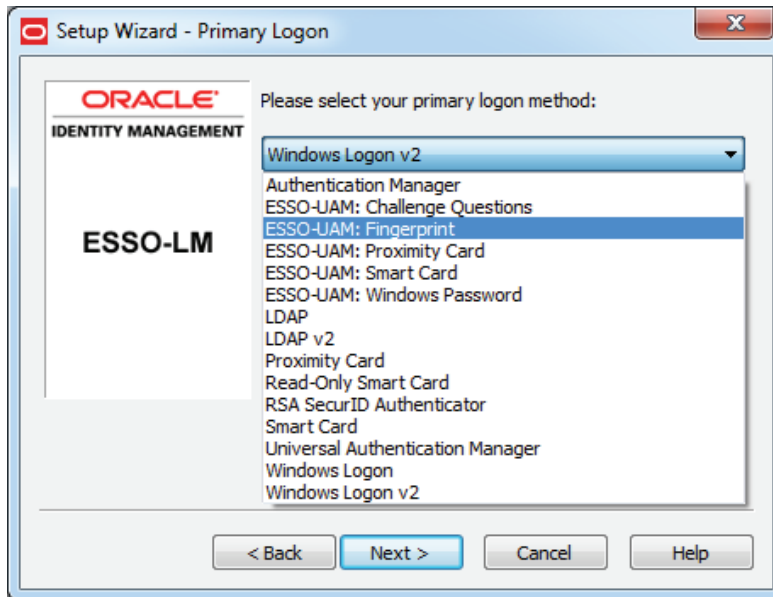 Setup Wizard - Primary Logon
ORACLE
IDENTITY MANAGEMENT
ESSO-LM
Please select your primary logon method:
Windows Logon v2
Authentication Manager
ESSO-UAM: Challenge Questions
ESSO-UAM: Fingerprint
ESSO-UAM: Proximity Card
ESSO-UAM: Smart Card
ESSO-UAM: Windows Password
LDAP
LDAP v2
Proximity Card
Read-Only Smart Card
RSA SecurID Authenticator
Smart Card
Universal Authentication Manager
Windows Logon
Windows Logon v2
< Back Next > Cancel Help